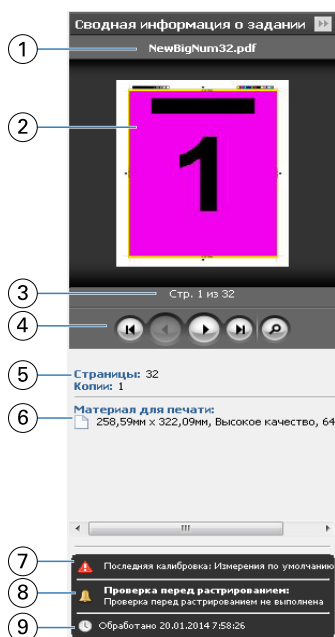 Сводная информация о задании
1 NewBigNum32.pdf
2
1
3 Стр. 1 из 32
4
5 Страницы: 32
Копии: 1
Материал для печати:
6 258,59мм x 322,09мм, Высокое качество, 64
7 Последняя калибровка: Измерения по умолчанию
8 Проверка перед растрированием:
Проверка перед растрированием не выполнена
9 Обработано 20.01.2014 7:58:26